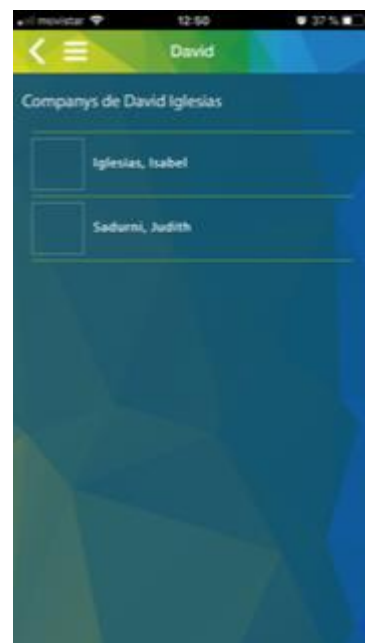 movistar 12:50 37 %
David
Companys de David Iglesias
Iglesias, Isabel
Sadurni, Judith